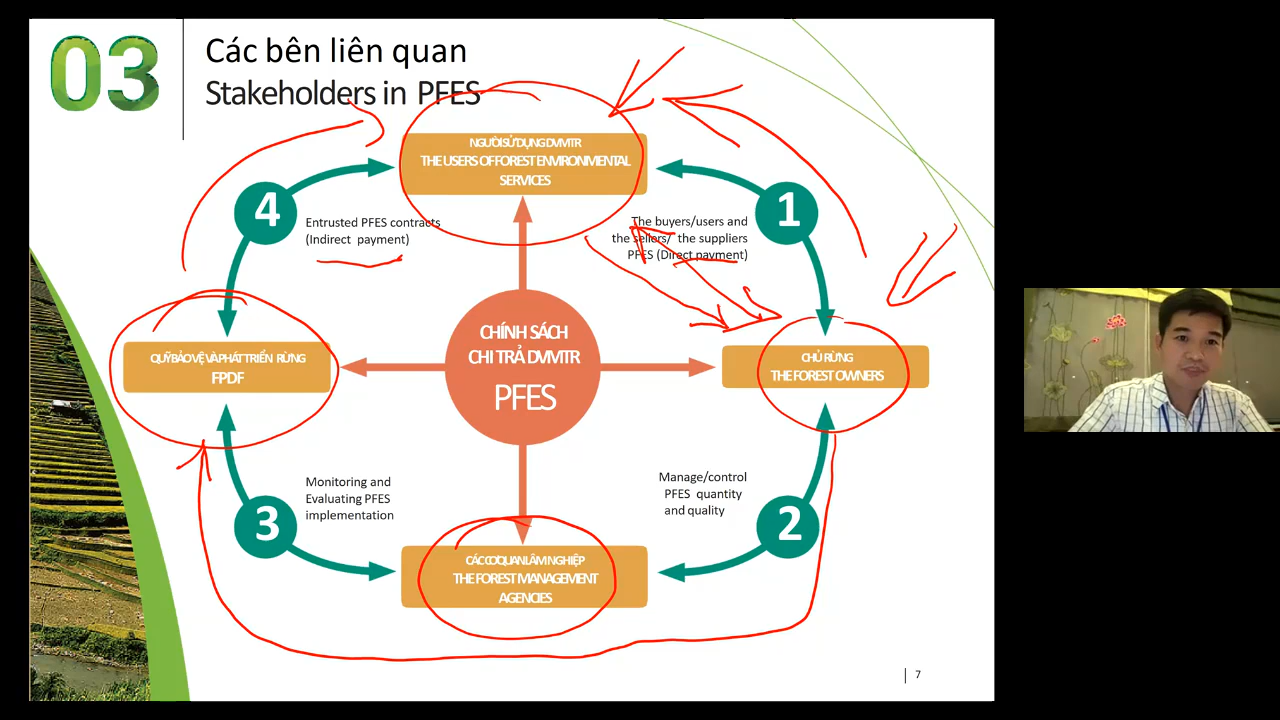 03
Các bên liên quan
Stakeholders in PFES
NGƯỜI SỬ DỤNG DVMTR
THE USERS OF FOREST ENVIRONMENTAL
SERVICES
4
1
Entrusted PFES contracts
(Indirect payment)
The buyers/users and
the sellers/ the suppliers
PFES (Direct payment)
QUỸ BẢO VỆ VÀ PHÁT TRIỂN RỪNG
FPDF
CHÍNH SÁCH
CHI TRẢ DVMTR
PFES
CHỦ RỪNG
THE FOREST OWNERS
Monitoring and
Evaluating PFES
implementation
Manage/control
PFES quantity
and quality
3
2
CÁC CƠ QUAN LÂM NGHIỆP
THE FOREST MANAGEMENT
AGENCIES
7